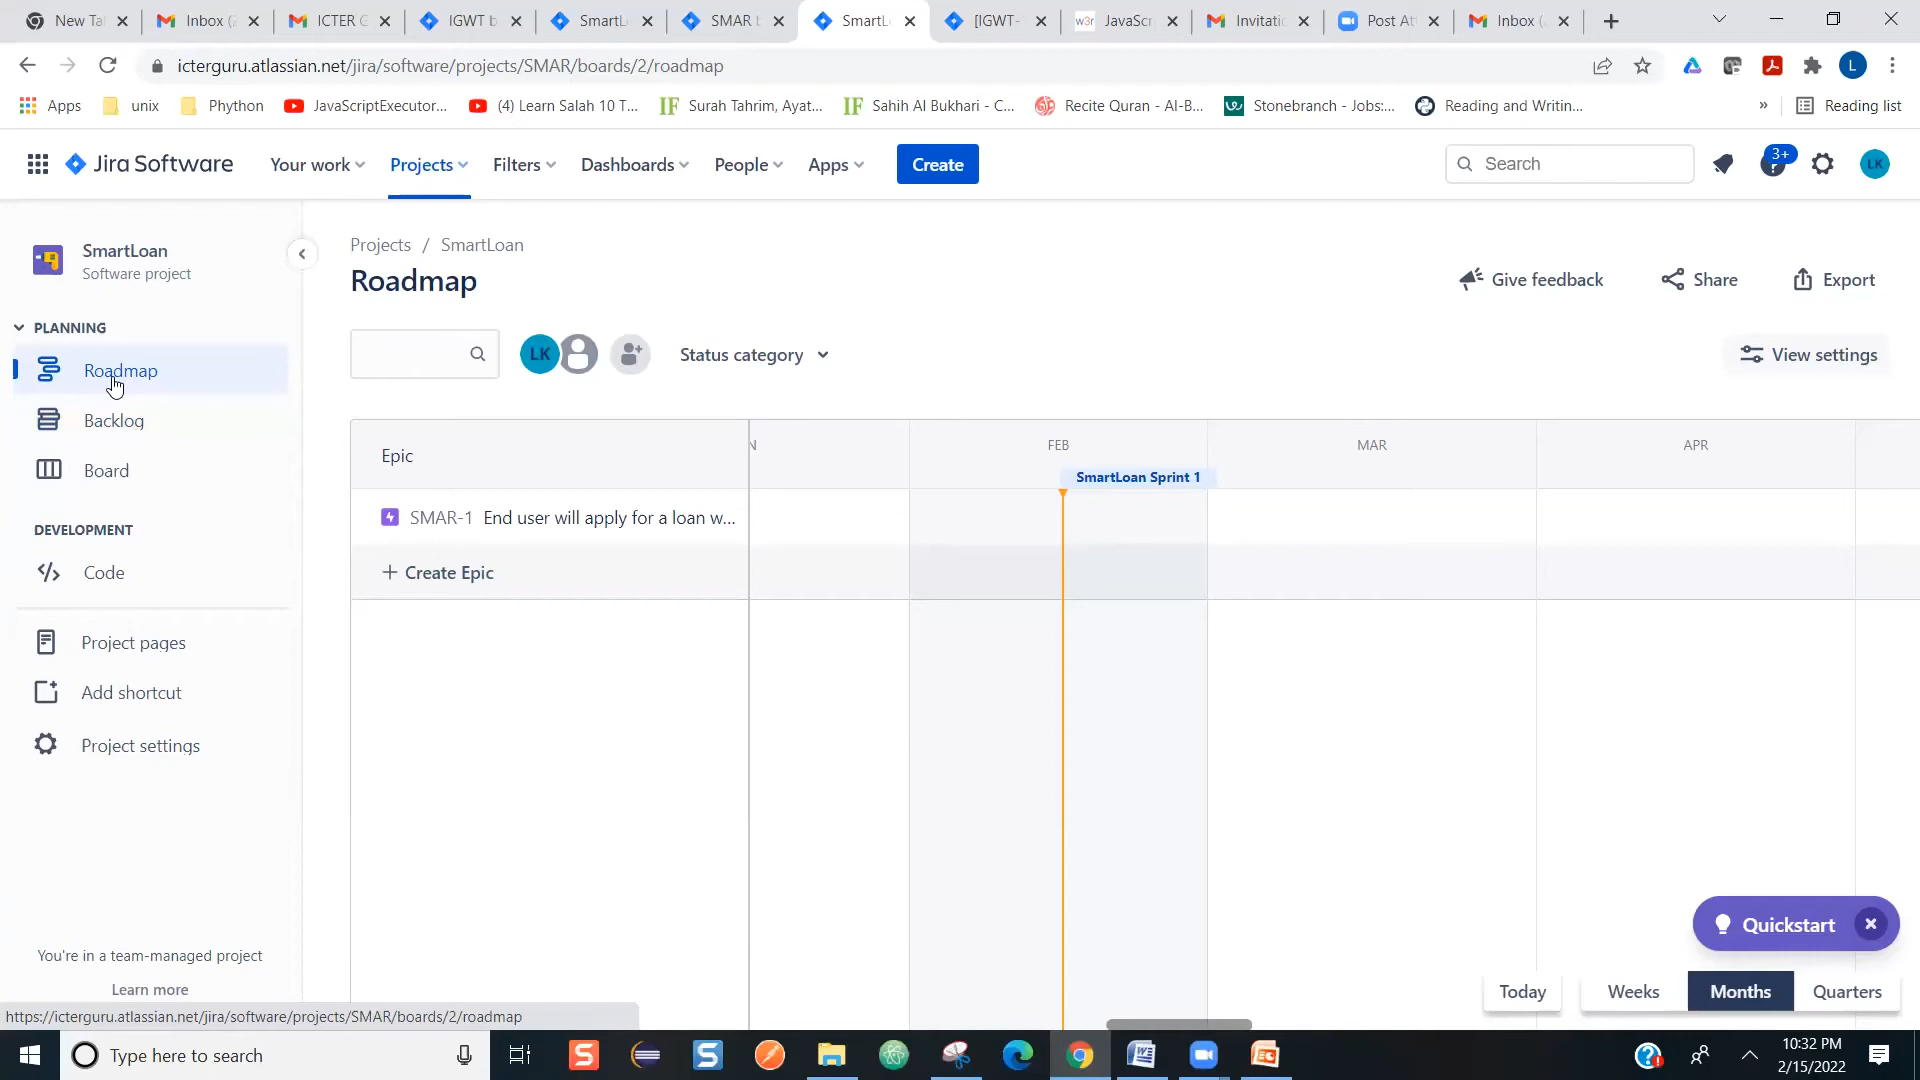 New Ta
Inbox (
ICTER G
IGWT b
SmartL
SMAR b
SmartL
[IGWT-
JavaScr
Invitatic
Post At
Inbox (
icterguru.atlassian.net/jira/software/projects/SMAR/boards/2/roadmap
L
Apps
unix
Phython
JavaScriptExecutor...
(4) Learn Salah 10 T...
IF Surah Tahrim, Ayat...
IF Sahih Al Bukhari - C...
Recite Quran - Al-B...
Stonebranch - Jobs:...
Reading and Writin...
»
Reading list
Jira Software
Your work
Projects
Filters
Dashboards
People
Apps
Create
Search
3+
LK
SmartLoan
Software project
PLANNING
Roadmap
Backlog
Board
DEVELOPMENT
Code
Project pages
Add shortcut
Project settings
You're in a team-managed project
Learn more
https://icterguru.atlassian.net/jira/software/projects/SMAR/boards/2/roadmap
Projects / SmartLoan
Roadmap
Give feedback
Share
Export
LK
Status category
View settings
Epic
FEB
MAR
APR
SmartLoan Sprint 1
SMAR-1 End user will apply for a loan w...
+ Create Epic
Quickstart
Today
Weeks
Months
Quarters
Type here to search
10:32 PM
2/15/2022